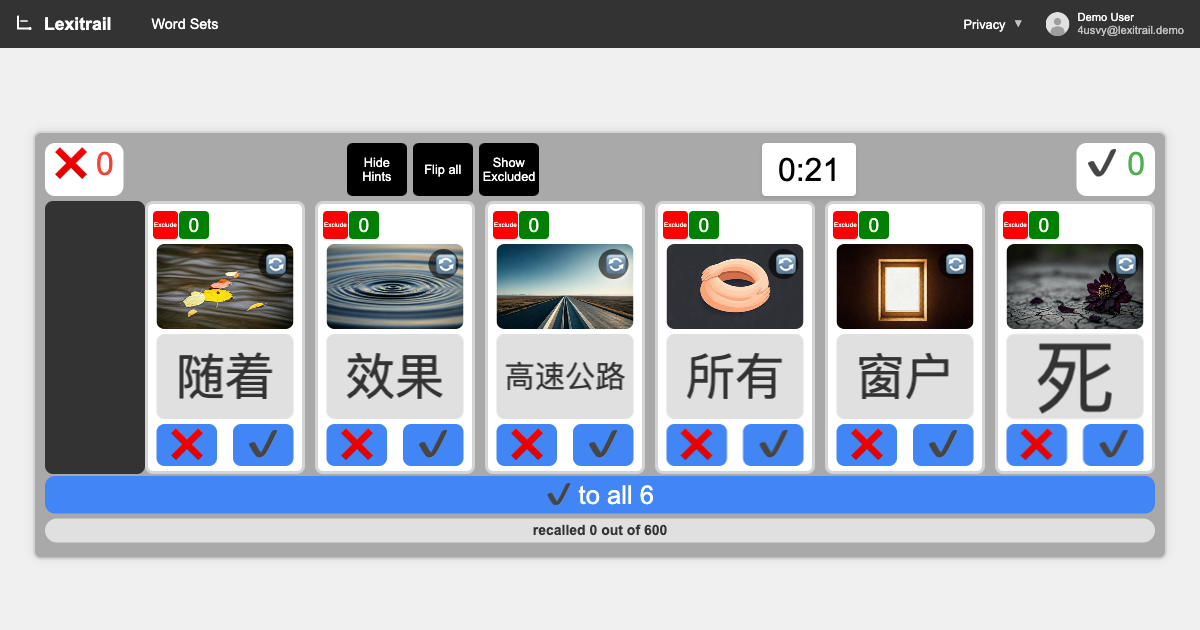 Lexitrail
Word Sets
Privacy ▼
Demo User
4usvy@lexitrail.demo
0
Hide
Hints
Flip all
Show
Excluded
0:21
0
Exclude 0
Exclude 0
Exclude 0
Exclude 0
Exclude 0
Exclude 0
随着
效果
高速公路
所有
窗户
死
✔ to all 6
recalled 0 out of 600